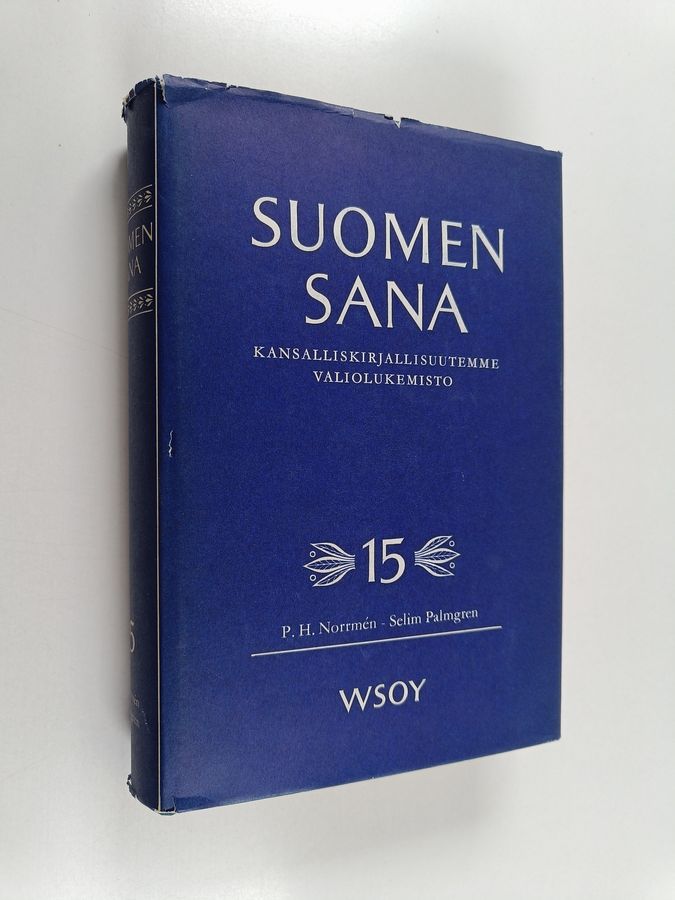 SUOMEN
SANA
KANSALLISKIRJALLISUUTEMME
VALIOLUKEMISTO
15
P. H. Norrmén - Selim Palmgren
WSOY